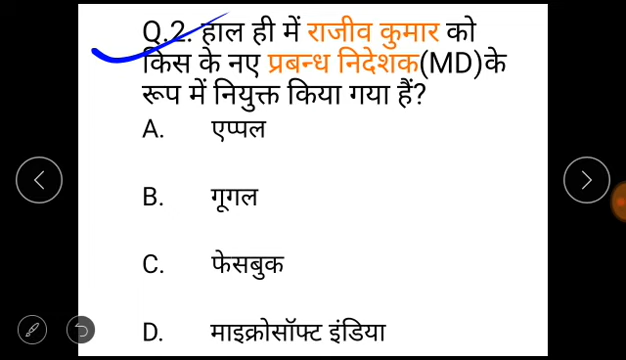 Q.2. हाल ही में राजीव कुमार को
किस के नए प्रबन्ध निदेशक(MD)के
रूप में नियुक्त किया गया हैं?
A. एप्पल
B. गूगल
C. फेसबुक
D. माइक्रोसॉफ्ट इंडिया